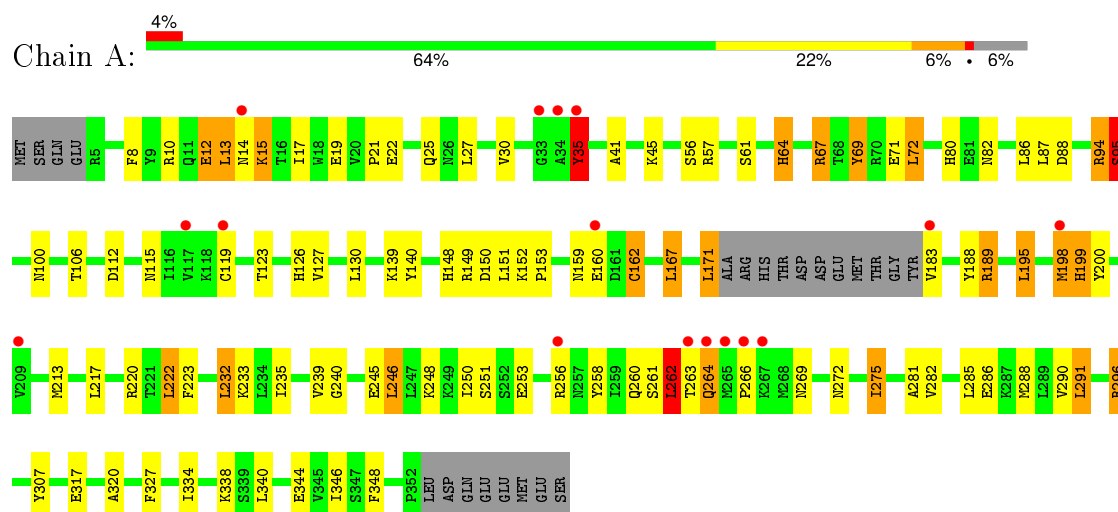 4%
Chain A:
64% 22% 6% • 6%
MET SER GLN GLU R5 F8 Y9 R10 Q11 E12 L13 N14 K15 T16 I17 W18 E19 V20 P21 E22 Q25 N26 L27 V30 G33 A34 Y35 A41 K45 S56 R57 S61 H64 R67 T68 Y69 R70 E71 L72 H80 E81 N82 L86 L87 D88 R94 S95
N100 T106 D112 N115 I116 V117 K118 C119 T123 H126 V127 L130 K139 Y140 H148 R149 D150 L151 K152 P153 N159 E160 D161 C162 L167 L171 ALA ARG HIS THR ASP ASP GLU MET THR GLY TYR V183 Y188 R189 L195 M198 H199 Y200
V209 M213 L217 R220 T221 L222 F223 L232 K233 L234 I235 V239 G240 E245 L246 L247 K248 K249 I250 S251 S252 E253 R256 N257 Y258 I259 Q260 S261 L262 T263 Q264 M265 P266 K267 M268 N269 N272 I275 A281 V282 L285 E286 K287 M288 L289 V290 L291 R296
Y307 E317 A320 F327 I334 K338 S339 L340 E344 V345 I346 S347 F348 P352 LEU ASP GLN GLU GLU MET GLU SER